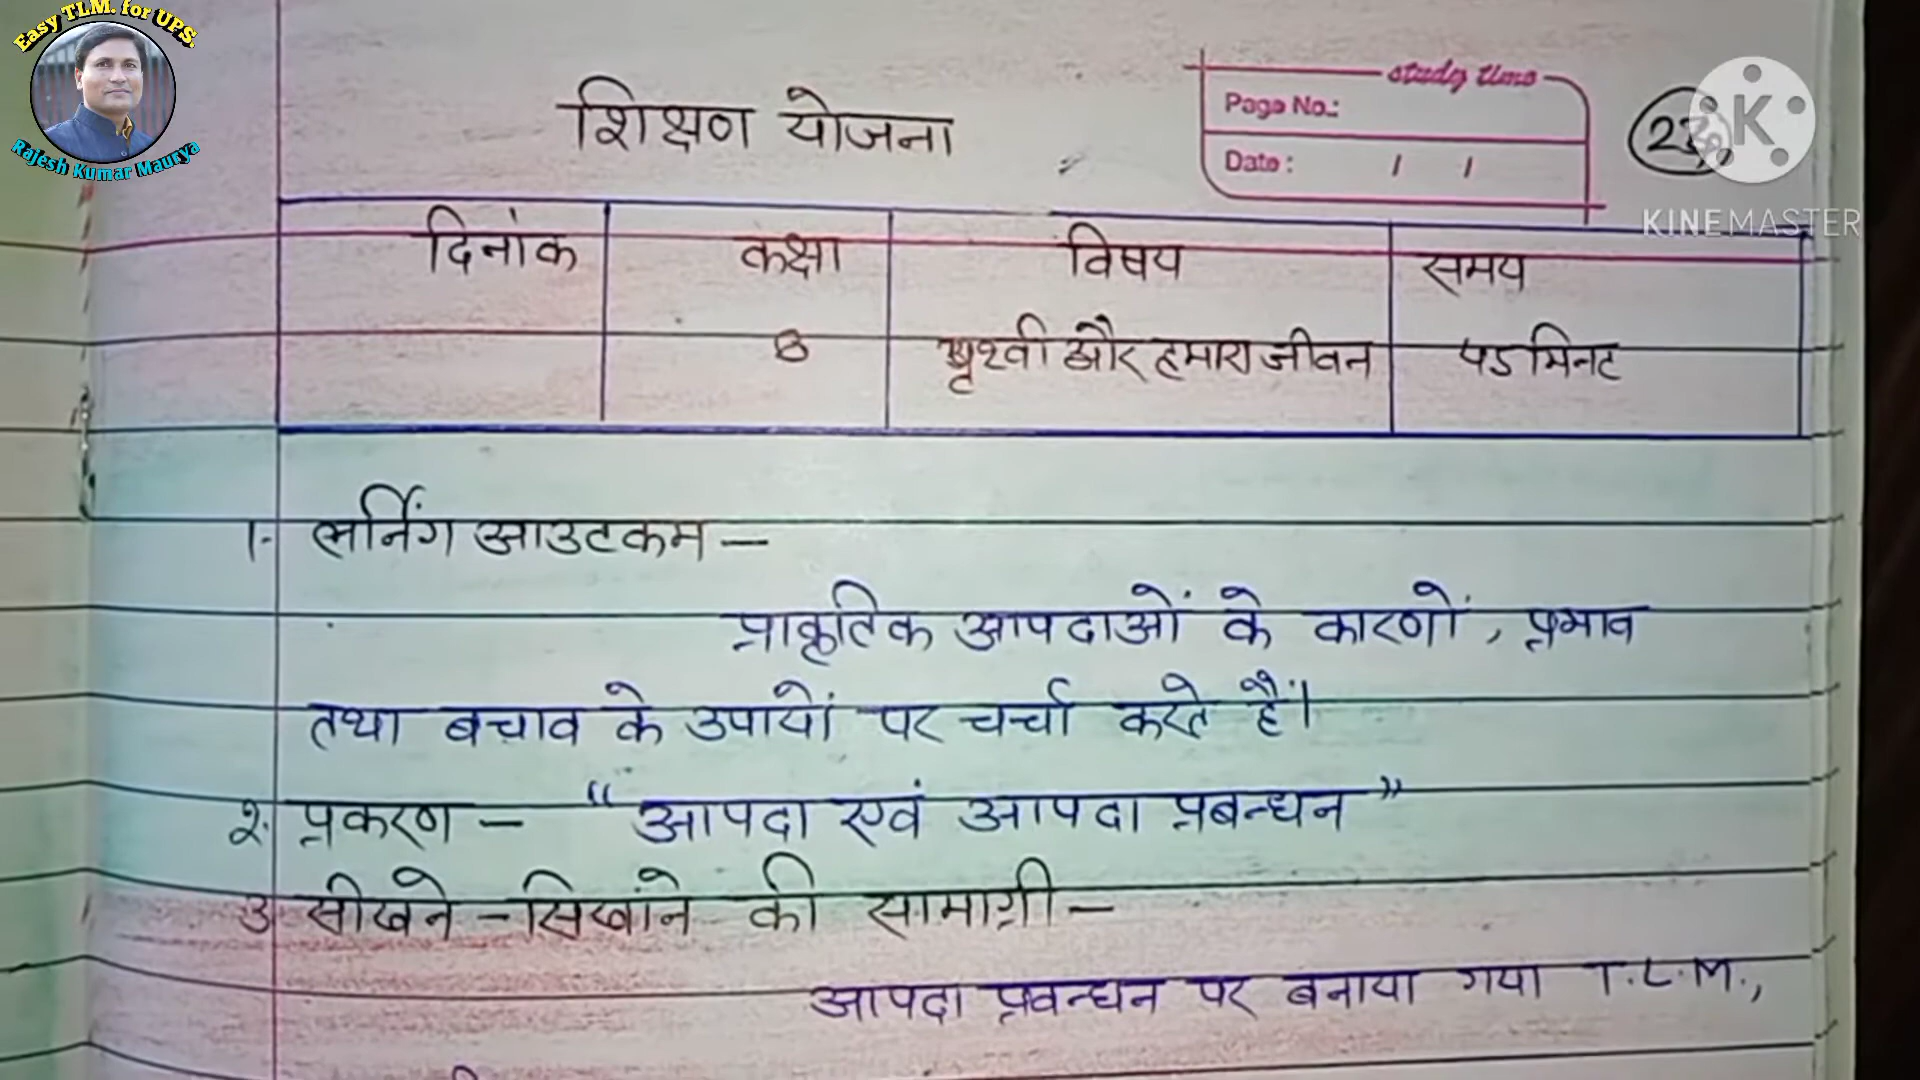 Easy TLM. for UPS.
Rajesh Kumar Maurya
study time
Page No.:
Date : / /
K
KINEMASTER
शिक्षण योजना
दिनांक कक्षा विषय समय
8 पृथ्वी और हमारा जीवन 45 मिनट
1. लर्निंग आउटकम –
प्राकृतिक आपदाओं के कारणों, प्रभाव
तथा बचाव के उपायों पर चर्चा करते हैं।
२. प्रकरण – “आपदा एवं आपदा प्रबन्धन”
3 सीखने – सिखाने की सामाग्री –
आपदा प्रबन्धन पर बनाया गया T.L.M.,